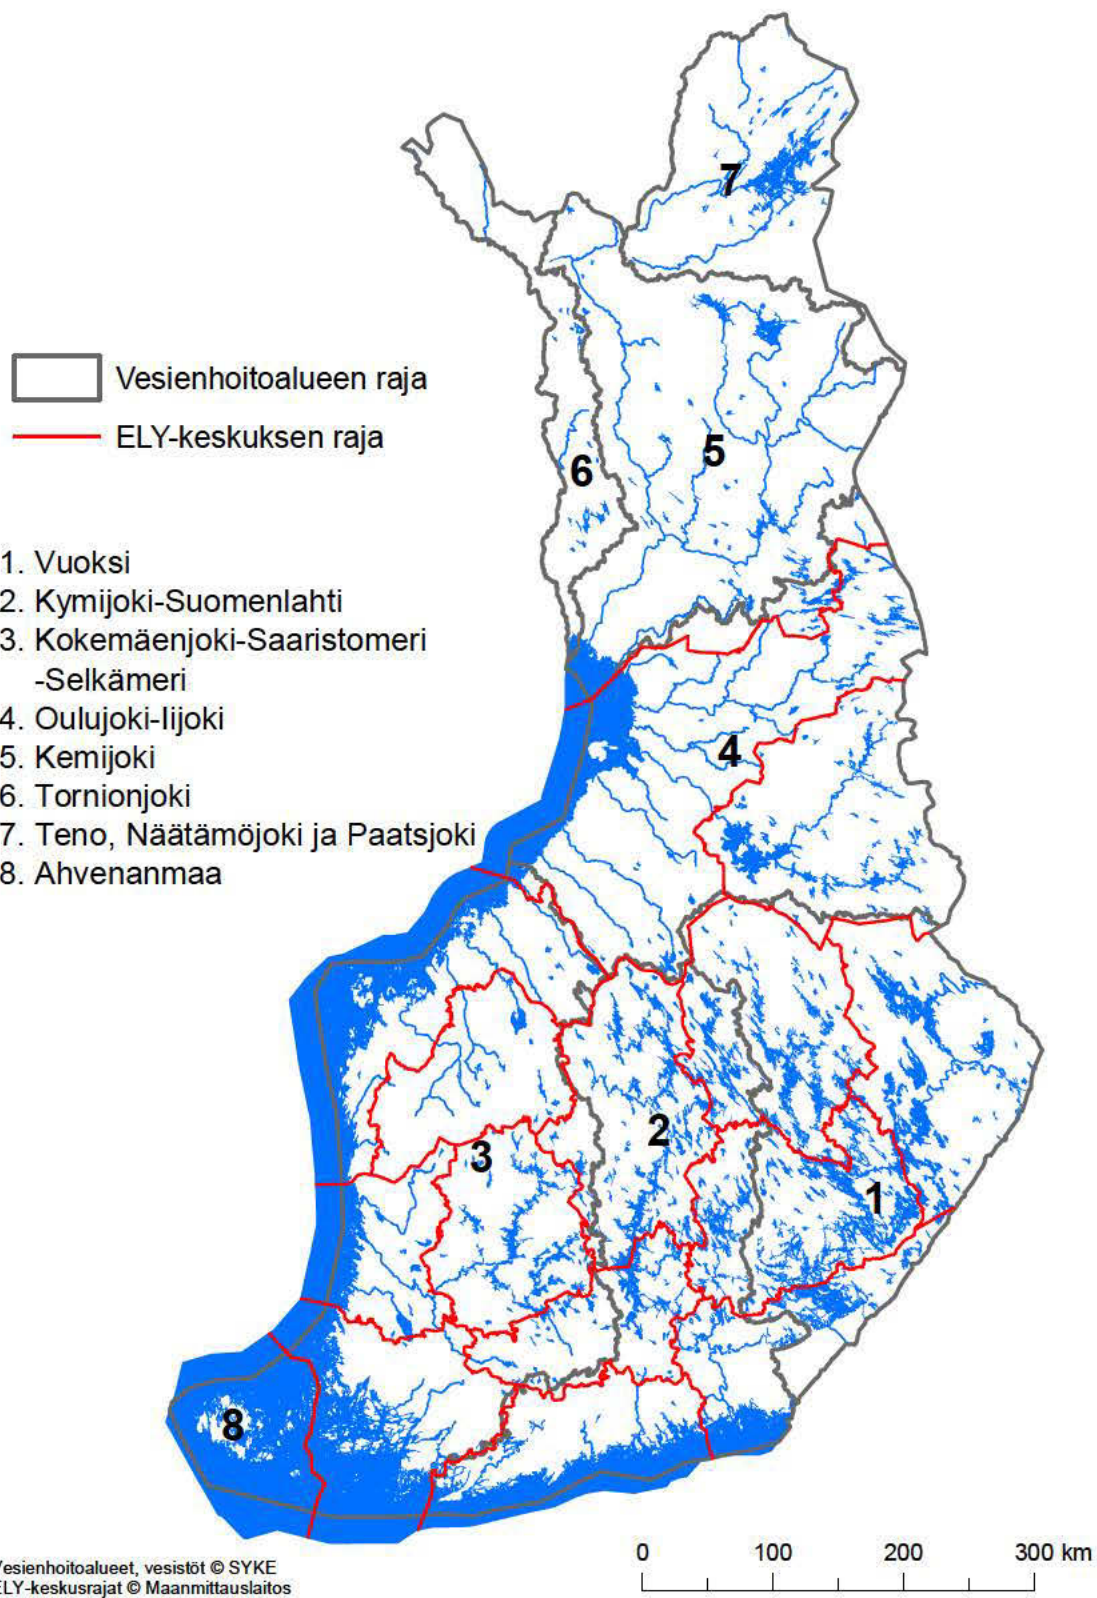 7
Vesienhoitoalueen raja
ELY-keskuksen raja
5
6
1. Vuoksi
2. Kymijoki-Suomenlahti
3. Kokemäenjoki-Saaristomeri
-Selkämeri
4. Oulujoki-Iijoki
5. Kemijoki
6. Tornionjoki
7. Teno, Näätämöjoki ja Paatsjoki
8. Ahvenanmaa
4
2
3
1
8
0 100 200 300 km
Vesienhoitoalueet, vesistöt © SYKE
ELY-keskusrajat © Maanmittauslaitos